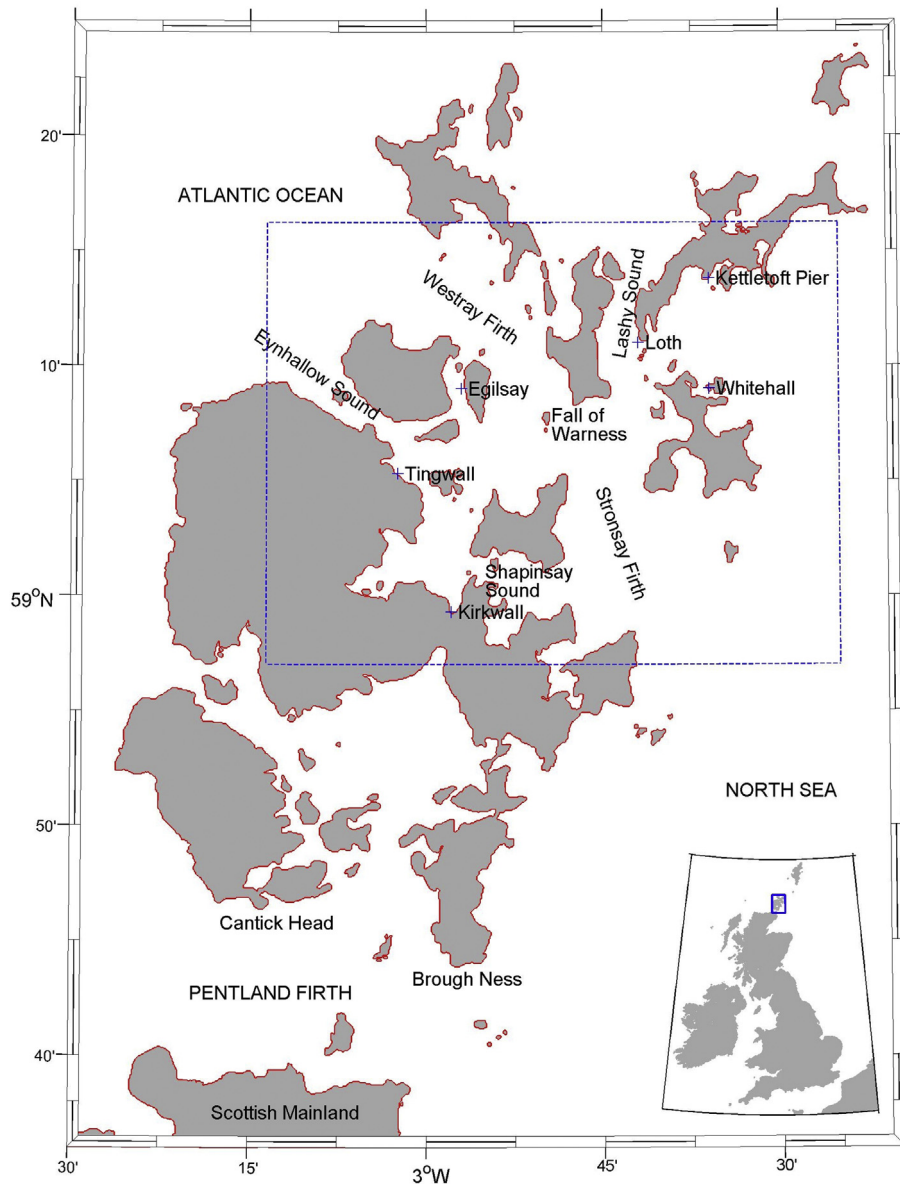 20'
ATLANTIC OCEAN
Westray Firth
Lashy Sound
Kettletoft Pier
Eynhallow Sound
10'
Loth
Egilsay
Whitehall
Fall of
Warness
Tingwall
Stronsay Firth
Shapinsay
Sound
59°N
Kirkwall
NORTH SEA
50'
Cantick Head
Brough Ness
PENTLAND FIRTH
40'
Scottish Mainland
30'
15'
3°W
45'
30'